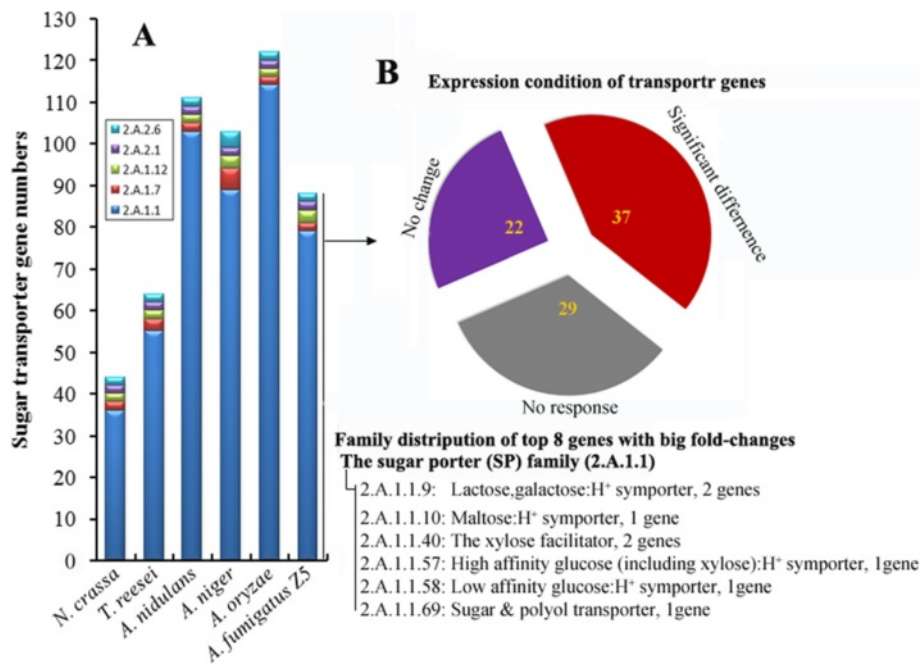 A
Sugar transporter gene numbers
130
120
110
100
90
80
70
60
50
40
30
20
10
0
2.A.2.6
2.A.2.1
2.A.1.12
2.A.1.7
2.A.1.1
N. crassa
T. reesei
A. nidulans
A. niger
A. oryzae
A. fumigatus Z5
B
Expression condition of transportr genes
No change
22
Significant differnence
37
29
No response
Family distripution of top 8 genes with big fold-changes
The sugar porter (SP) family (2.A.1.1)
2.A.1.1.9: Lactose,galactose:H⁺ symporter, 2 genes
2.A.1.1.10: Maltose:H⁺ symporter, 1 gene
2.A.1.1.40: The xylose facilitator, 2 genes
2.A.1.1.57: High affinity glucose (including xylose):H⁺ symporter, 1gene
2.A.1.1.58: Low affinity glucose:H⁺ symporter, 1gene
2.A.1.1.69: Sugar & polyol transporter, 1gene